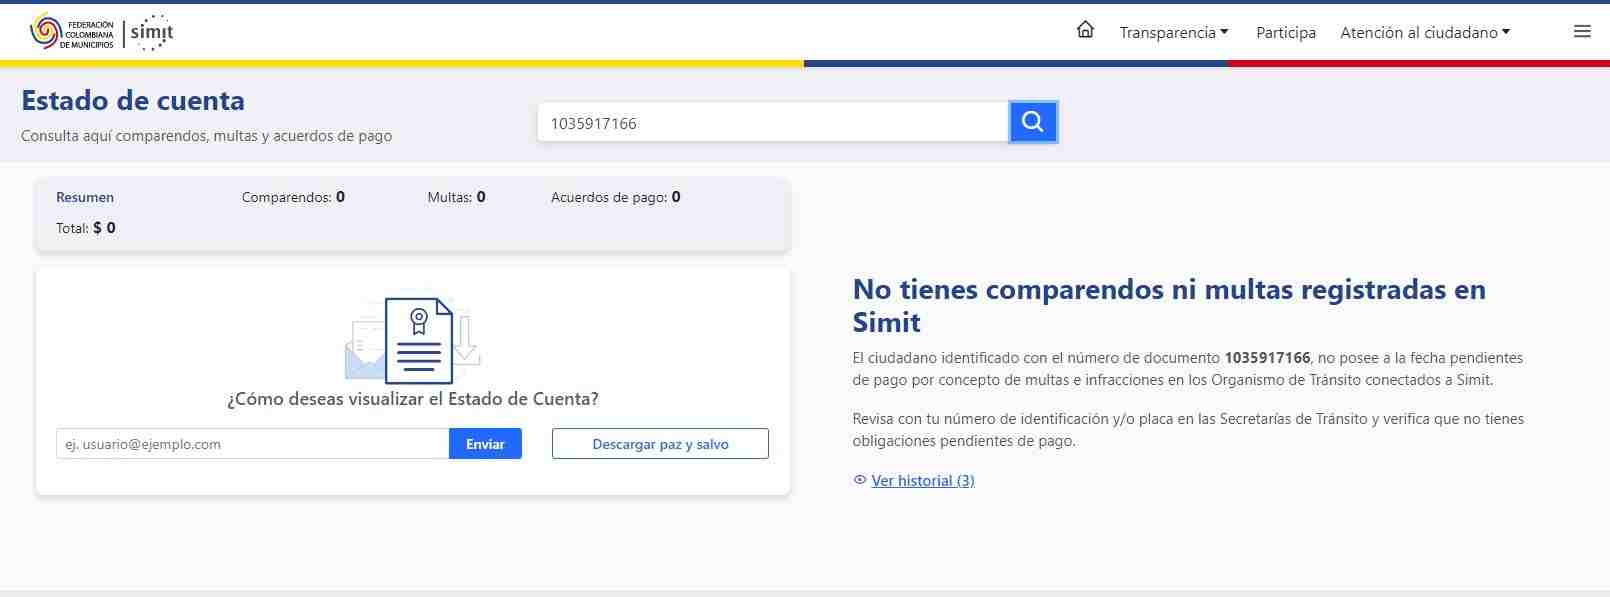 FEDERACIÓN
COLOMBIANA
DE MUNICIPIOS
simit
Transparencia
Participa
Atención al ciudadano
Estado de cuenta
Consulta aquí comparendos, multas y acuerdos de pago
1035917166
Resumen
Comparendos: 0
Multas: 0
Acuerdos de pago: 0
Total: $ 0
¿Cómo deseas visualizar el Estado de Cuenta?
ej. usuario@ejemplo.com
Enviar
Descargar paz y salvo
No tienes comparendos ni multas registradas en
Simit
El ciudadano identificado con el número de documento 1035917166, no posee a la fecha pendientes
de pago por concepto de multas e infracciones en los Organismo de Tránsito conectados a Simit.
Revisa con tu número de identificación y/o placa en las Secretarías de Tránsito y verifica que no tienes
obligaciones pendientes de pago.
Ver historial (3)